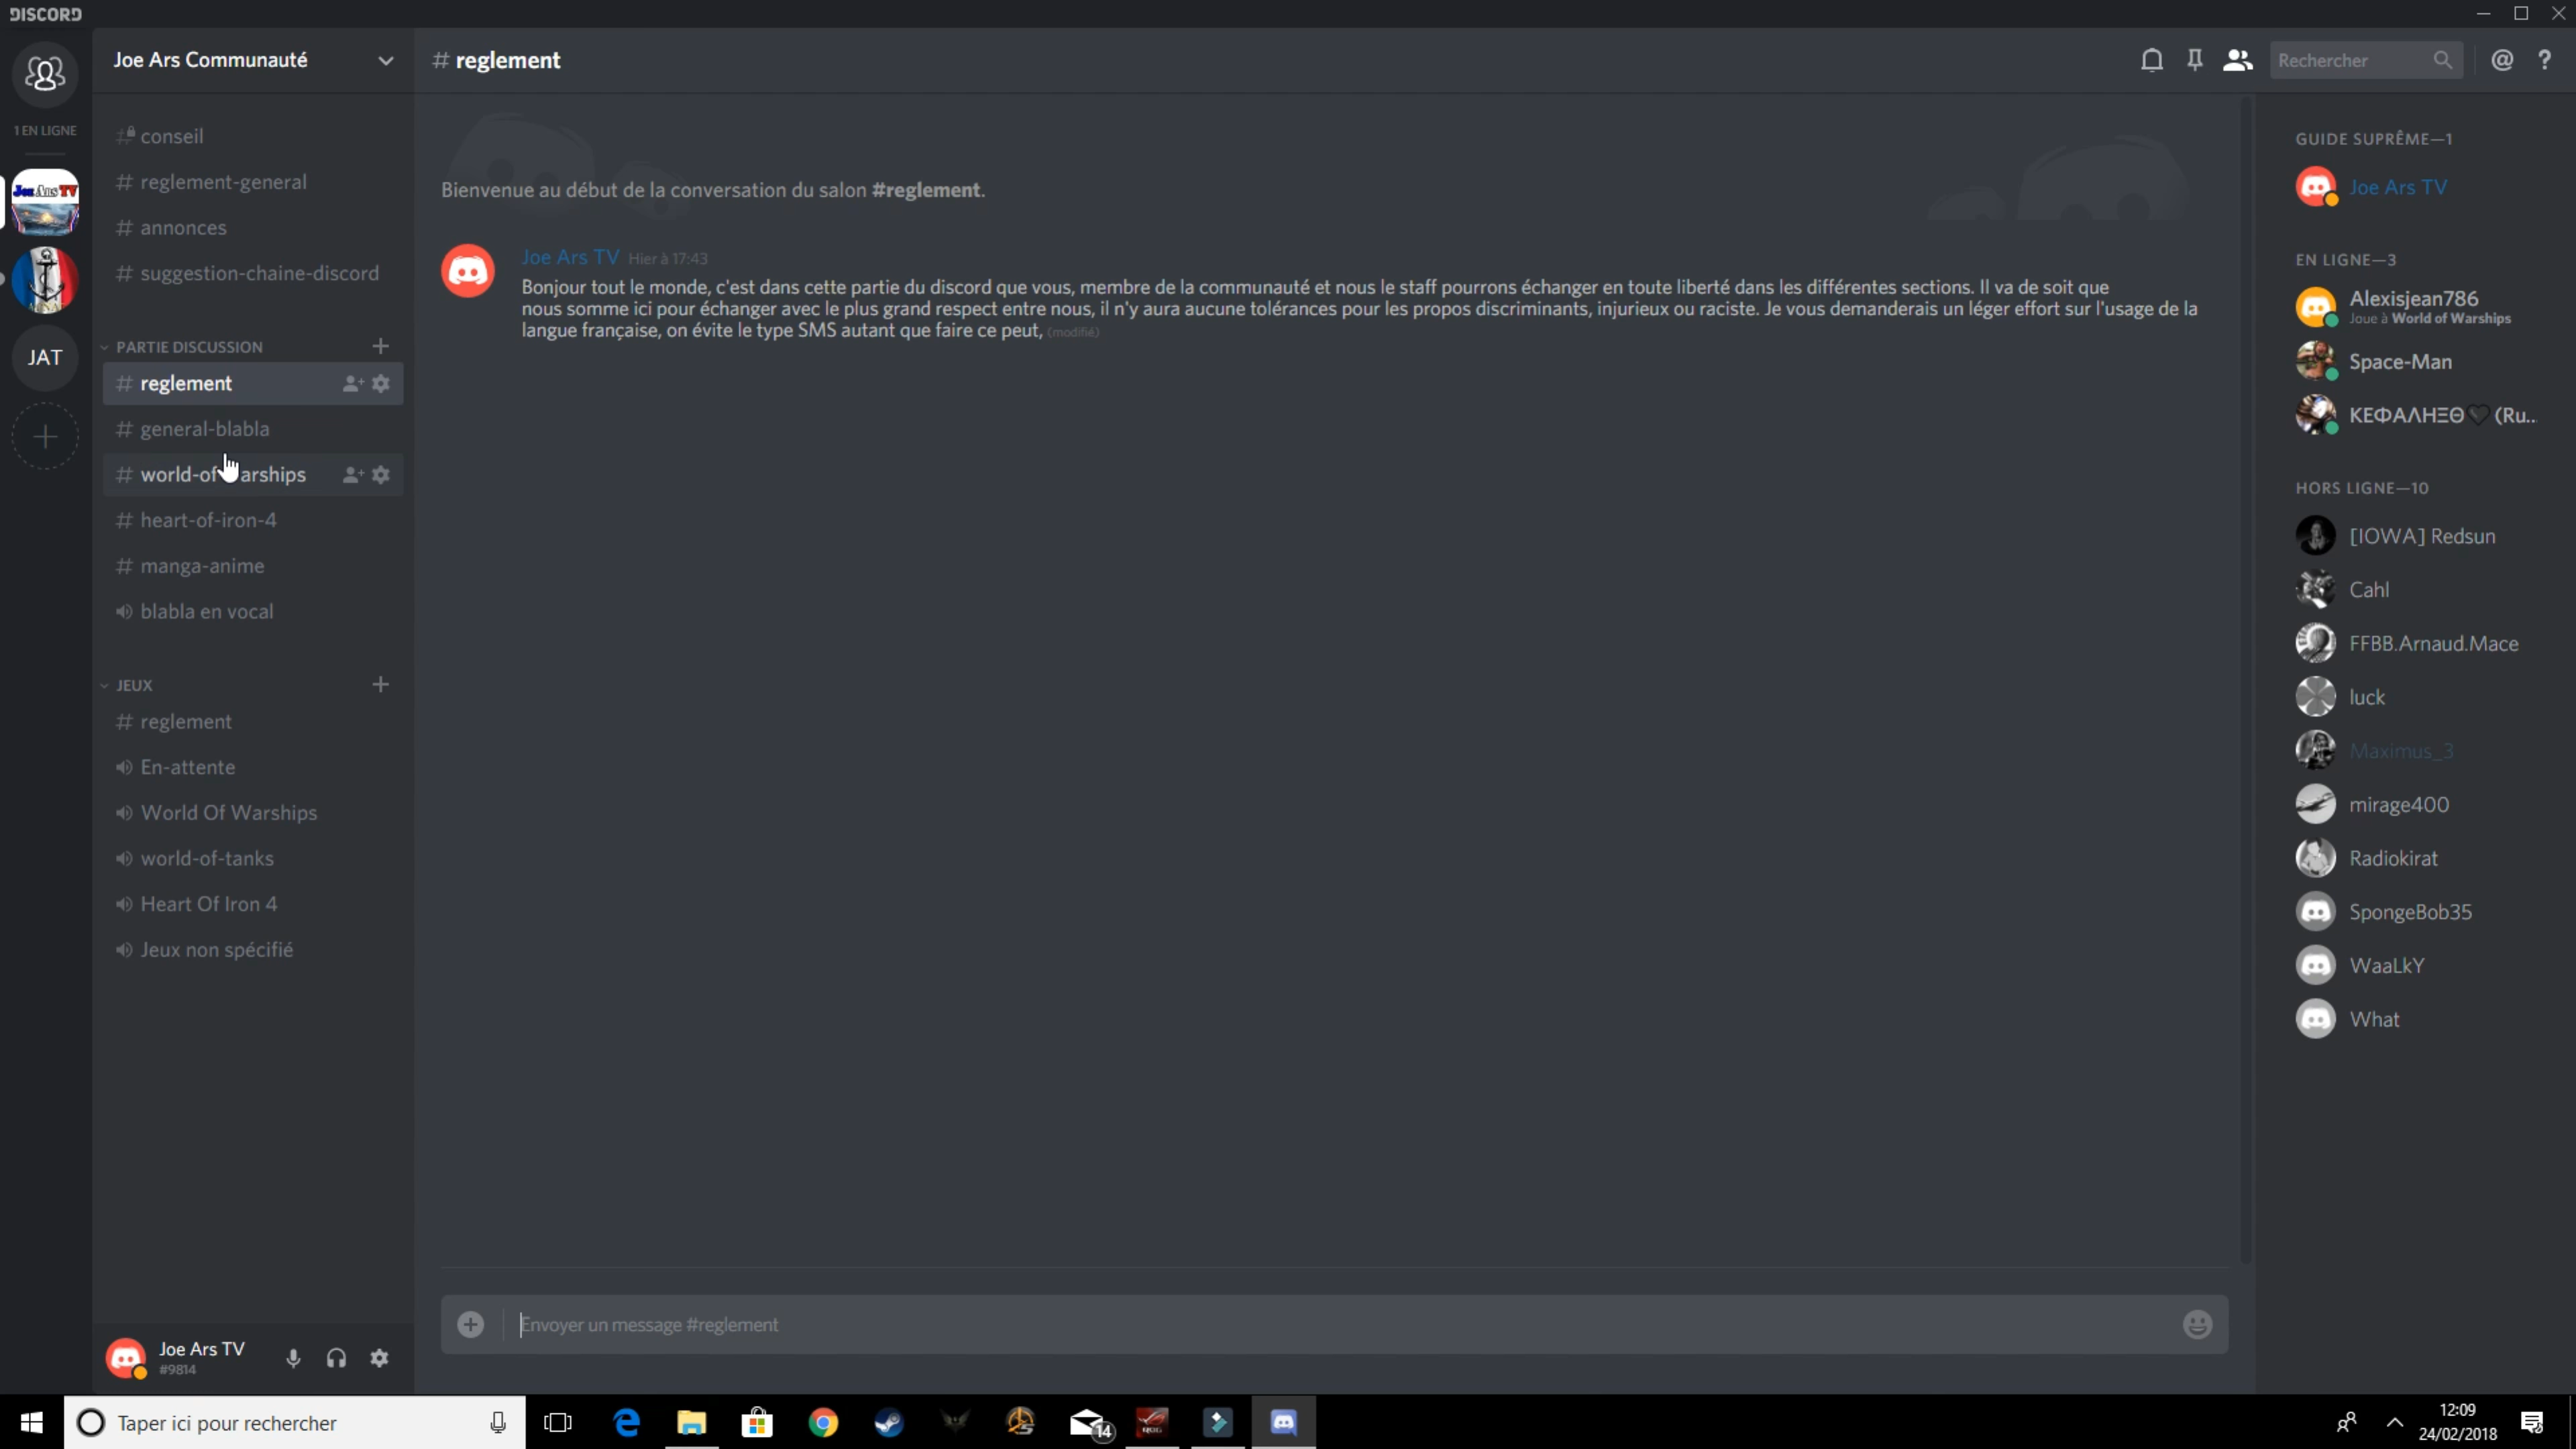 DISCORD
1 EN LIGNE
Joe Ars TV
JAT
Joe Ars Communauté
conseil
# reglement-general
# annonces
# suggestion-chaine-discord
PARTIE DISCUSSION
# reglement
# general-blabla
# world-of-warships
# heart-of-iron-4
# manga-anime
blabla en vocal
JEUX
# reglement
En-attente
World Of Warships
world-of-tanks
Heart Of Iron 4
Jeux non spécifié
Joe Ars TV
#9814
# reglement
Rechercher
@ ?
Bienvenue au début de la conversation du salon #reglement.
Joe Ars TV Hier à 17:43
Bonjour tout le monde, c'est dans cette partie du discord que vous, membre de la communauté et nous le staff pourrons échanger en toute liberté dans les différentes sections. Il va de soit que
nous somme ici pour échanger avec le plus grand respect entre nous, il n'y aura aucune tolérances pour les propos discriminants, injurieux ou raciste. Je vous demanderais un léger effort sur l'usage de la
langue française, on évite le type SMS autant que faire ce peut, (modifié)
Envoyer un message #reglement
GUIDE SUPRÊME—1
Joe Ars TV
EN LIGNE—3
Alexisjean786
Joue à World of Warships
Space-Man
ΚΕΦΑΛΗΞΘ🖤 (Ru...
HORS LIGNE—10
[IOWA] Redsun
Cahl
FFBB.Arnaud.Mace
luck
Maximus_3
mirage400
Radiokirat
SpongeBob35
WaaLkY
What
Taper ici pour rechercher
14
12:09
24/02/2018